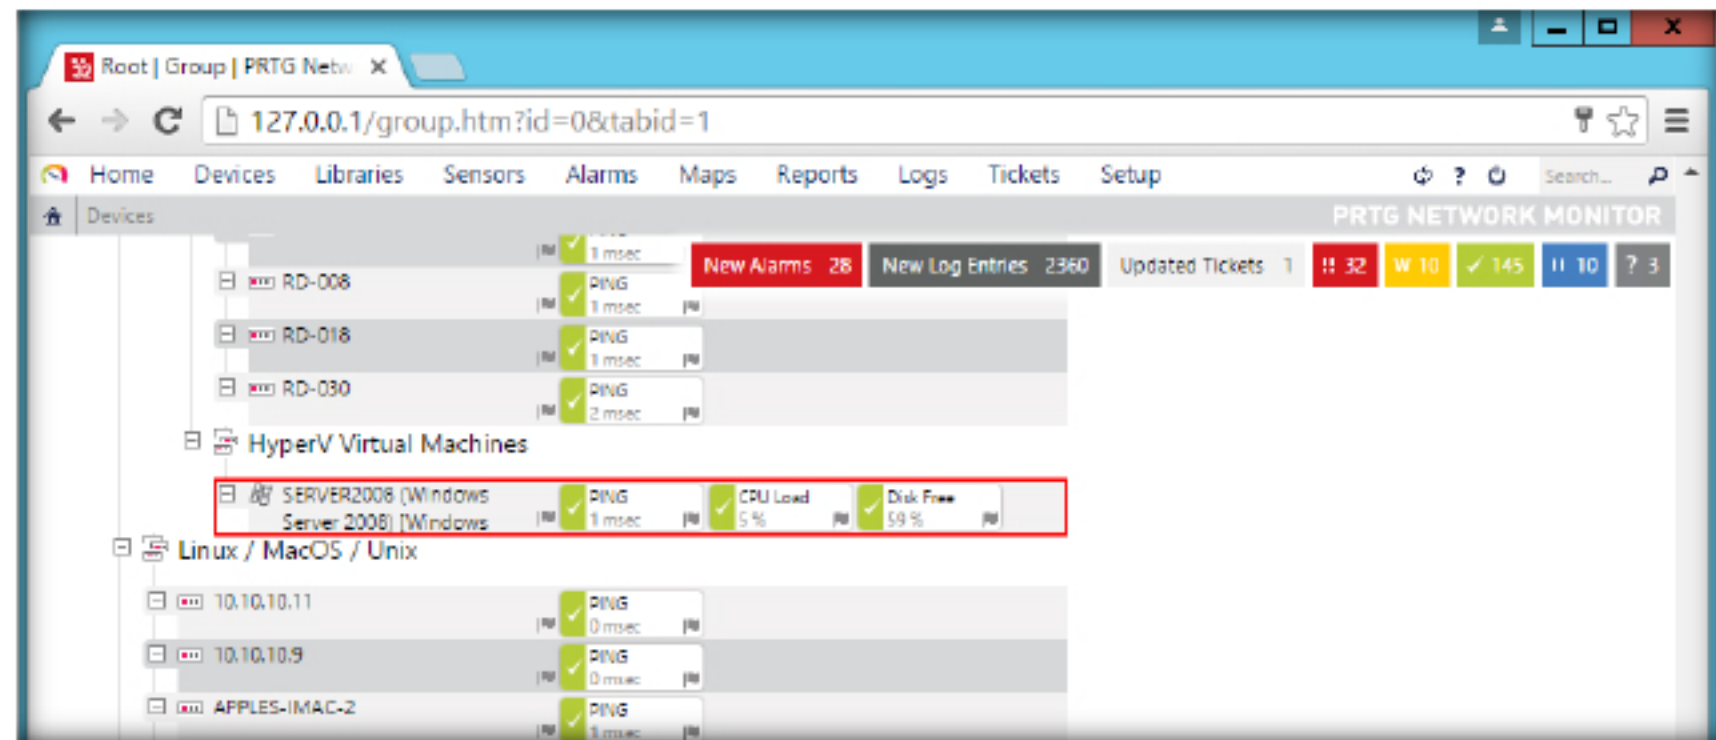 Root | Group | PRTG Netw
127.0.0.1/group.htm?id=0&tabid=1
Home Devices Libraries Sensors Alarms Maps Reports Logs Tickets Setup ? Search...
Devices PRTG NETWORK MONITOR
New Alarms 28 New Log Entries 2360 Updated Tickets 1 !! 32 W 10 ✓ 145 II 10 ? 3
1 msec
RD-008 PING
1 msec
RD-018 PING
1 msec
RD-030 PING
2 msec
HyperV Virtual Machines
SERVER2008 (Windows PING CPU Load Disk Free
Server 2008) [Windows 1 msec 5 % 59 %
Linux / MacOS / Unix
10.10.10.11 PING
0 msec
10.10.10.9 PING
0 msec
APPLES-IMAC-2 PING
1 msec